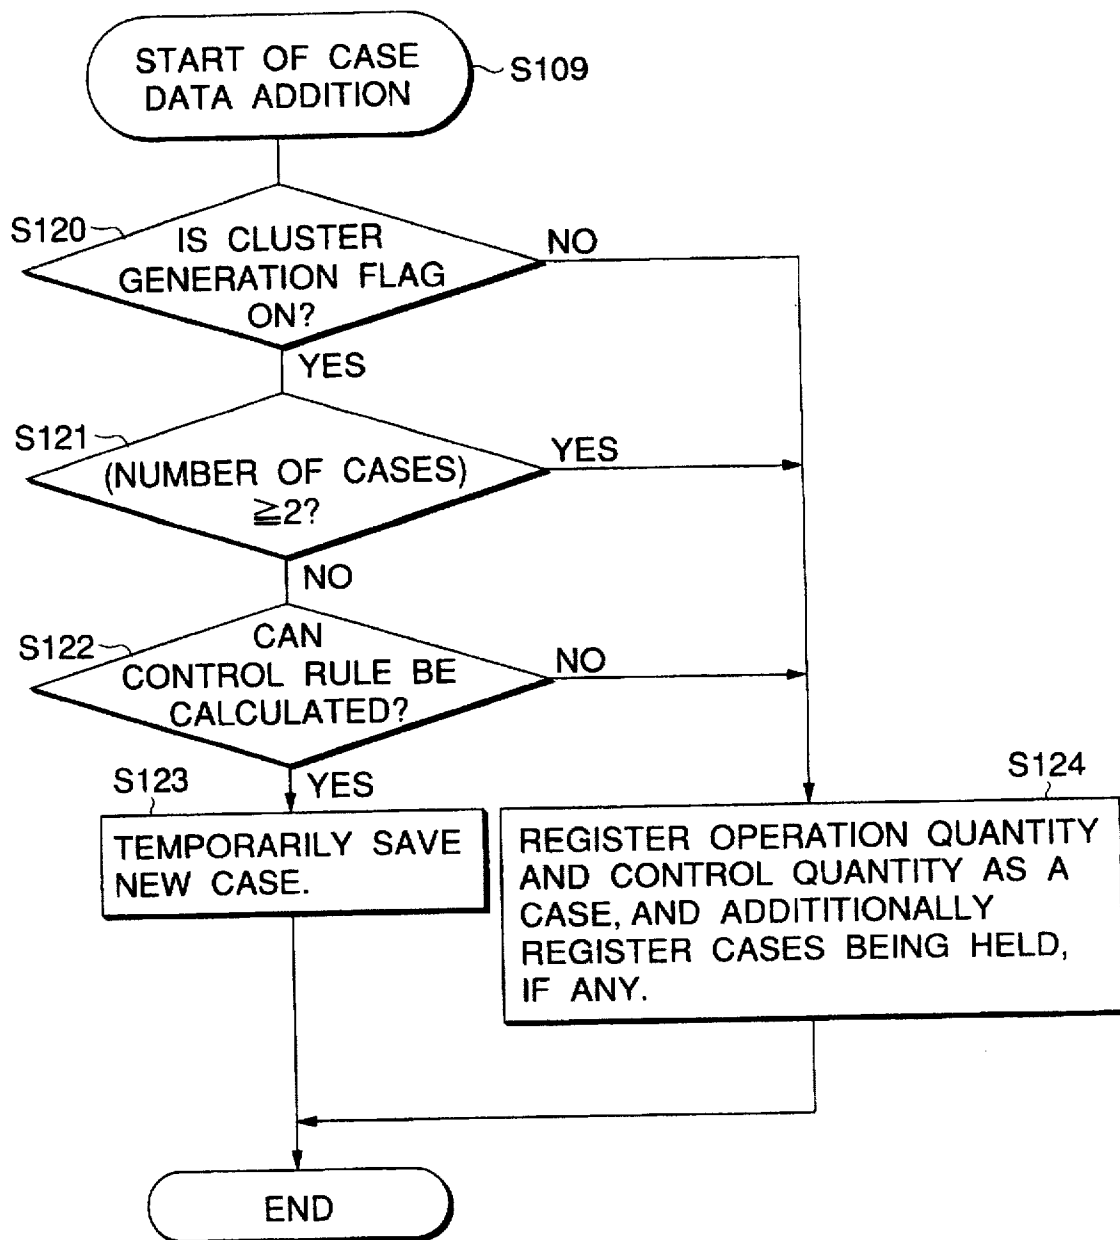 START OF CASE
DATA ADDITION
S109
S120
IS CLUSTER
GENERATION FLAG
ON?
NO
YES
S121
(NUMBER OF CASES)
≧2?
YES
NO
S122
CAN
CONTROL RULE BE
CALCULATED?
NO
YES
S123
TEMPORARILY SAVE
NEW CASE.
S124
REGISTER OPERATION QUANTITY
AND CONTROL QUANTITY AS A
CASE, AND ADDITITIONALLY
REGISTER CASES BEING HELD,
IF ANY.
END